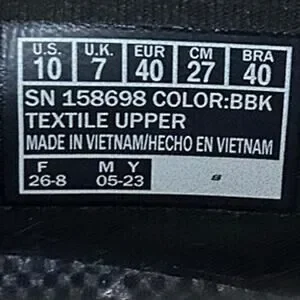 U.S. U.K. EUR CM BRA
10 7 40 27 40
SN 158698 COLOR:BBK
TEXTILE UPPER
MADE IN VIETNAM/HECHO EN VIETNAM
F M Y
26-8 05-23